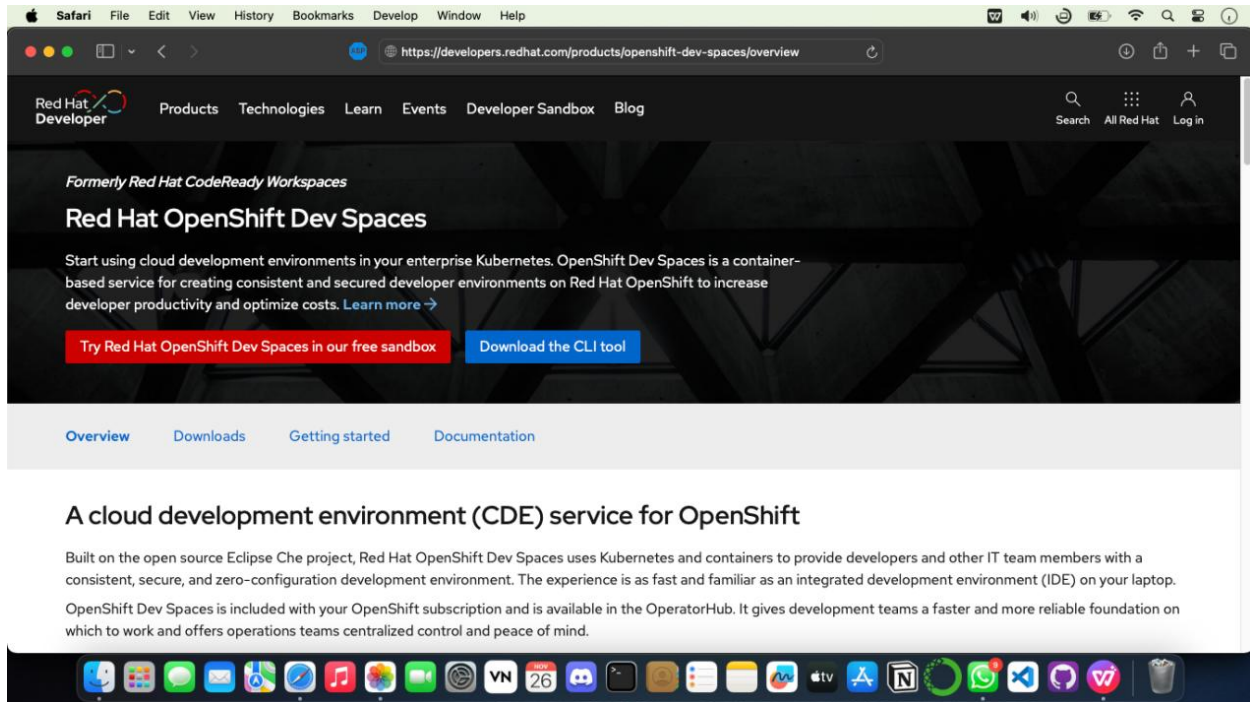 Safari File Edit View History Bookmarks Develop Window Help
ABP https://developers.redhat.com/products/openshift-dev-spaces/overview
Red Hat
Developer
Products Technologies Learn Events Developer Sandbox Blog
Search All Red Hat Log in
Formerly Red Hat CodeReady Workspaces
Red Hat OpenShift Dev Spaces
Start using cloud development environments in your enterprise Kubernetes. OpenShift Dev Spaces is a container-
based service for creating consistent and secured developer environments on Red Hat OpenShift to increase
developer productivity and optimize costs. Learn more →
Try Red Hat OpenShift Dev Spaces in our free sandbox Download the CLI tool
Overview Downloads Getting started Documentation
A cloud development environment (CDE) service for OpenShift
Built on the open source Eclipse Che project, Red Hat OpenShift Dev Spaces uses Kubernetes and containers to provide developers and other IT team members with a
consistent, secure, and zero-configuration development environment. The experience is as fast and familiar as an integrated development environment (IDE) on your laptop.
OpenShift Dev Spaces is included with your OpenShift subscription and is available in the OperatorHub. It gives development teams a faster and more reliable foundation on
which to work and offers operations teams centralized control and peace of mind.
VN NOV 26 tv